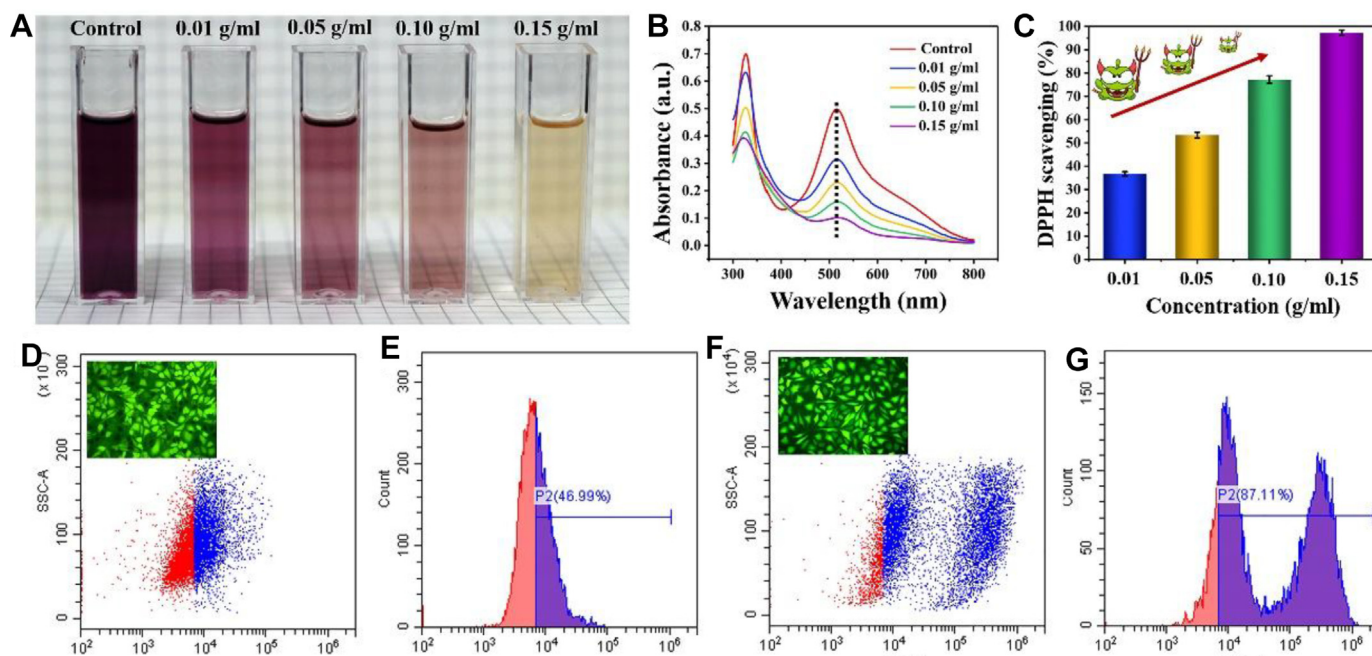 A
Control
0.01 g/ml
0.05 g/ml
0.10 g/ml
0.15 g/ml
B
0.8
0.7
0.6
0.5
0.4
0.3
0.2
0.1
0.0
Absorbance (a.u.)
Control
0.01 g/ml
0.05 g/ml
0.10 g/ml
0.15 g/ml
300 400 500 600 700 800
Wavelength (nm)
C
100
90
80
70
60
50
40
30
20
10
0
DPPH scavenging (%)
0.01 0.05 0.10 0.15
Concentration (g/ml)
D
300
200
100
0
SSC-A
10² 10³ 10⁴ 10⁵ 10⁶
E
300
200
100
0
Count
P2(46.99%)
10² 10³ 10⁴ 10⁵ 10⁶
F
(x 10⁴)
300
200
100
0
SSC-A
10² 10³ 10⁴ 10⁵ 10⁶
G
150
100
50
0
Count
P2(87.11%)
10² 10³ 10⁴ 10⁵ 10⁶